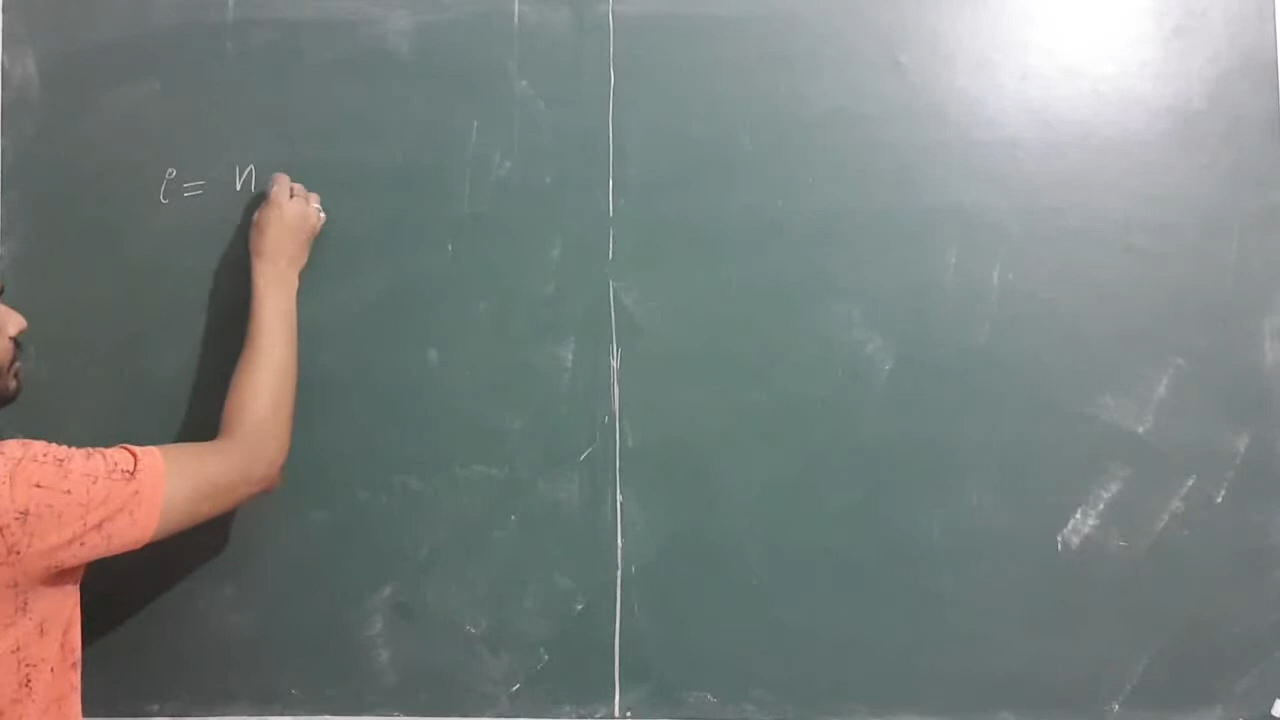 i = n